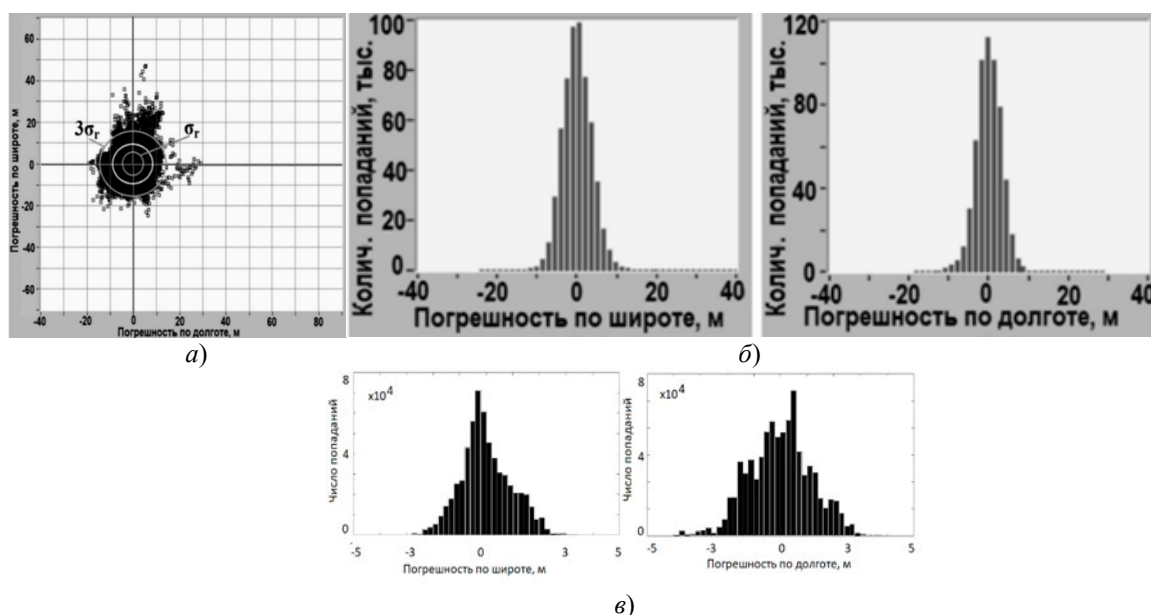 Погрешность по широте, м
60
40
20
0
-20
-40
-60
3σr
σr
-40 -20 0 20 40 60 80
Погрешность по долготе, м
а)
Колич. попаданий, тыс.
100
80
60
40
20
0
-40 -20 0 20 40
Погрешность по широте, м
Колич. попаданий, тыс.
120
80
40
0
-40 -20 0 20 40
Погрешность по долготе, м
б)
Число попаданий
8
x10⁴
4
0
-5 -3 0 3 5
Погрешность по широте, м
Число попаданий
8
x10⁴
4
0
-5 -3 0 3 5
Погрешность по долготе, м
в)